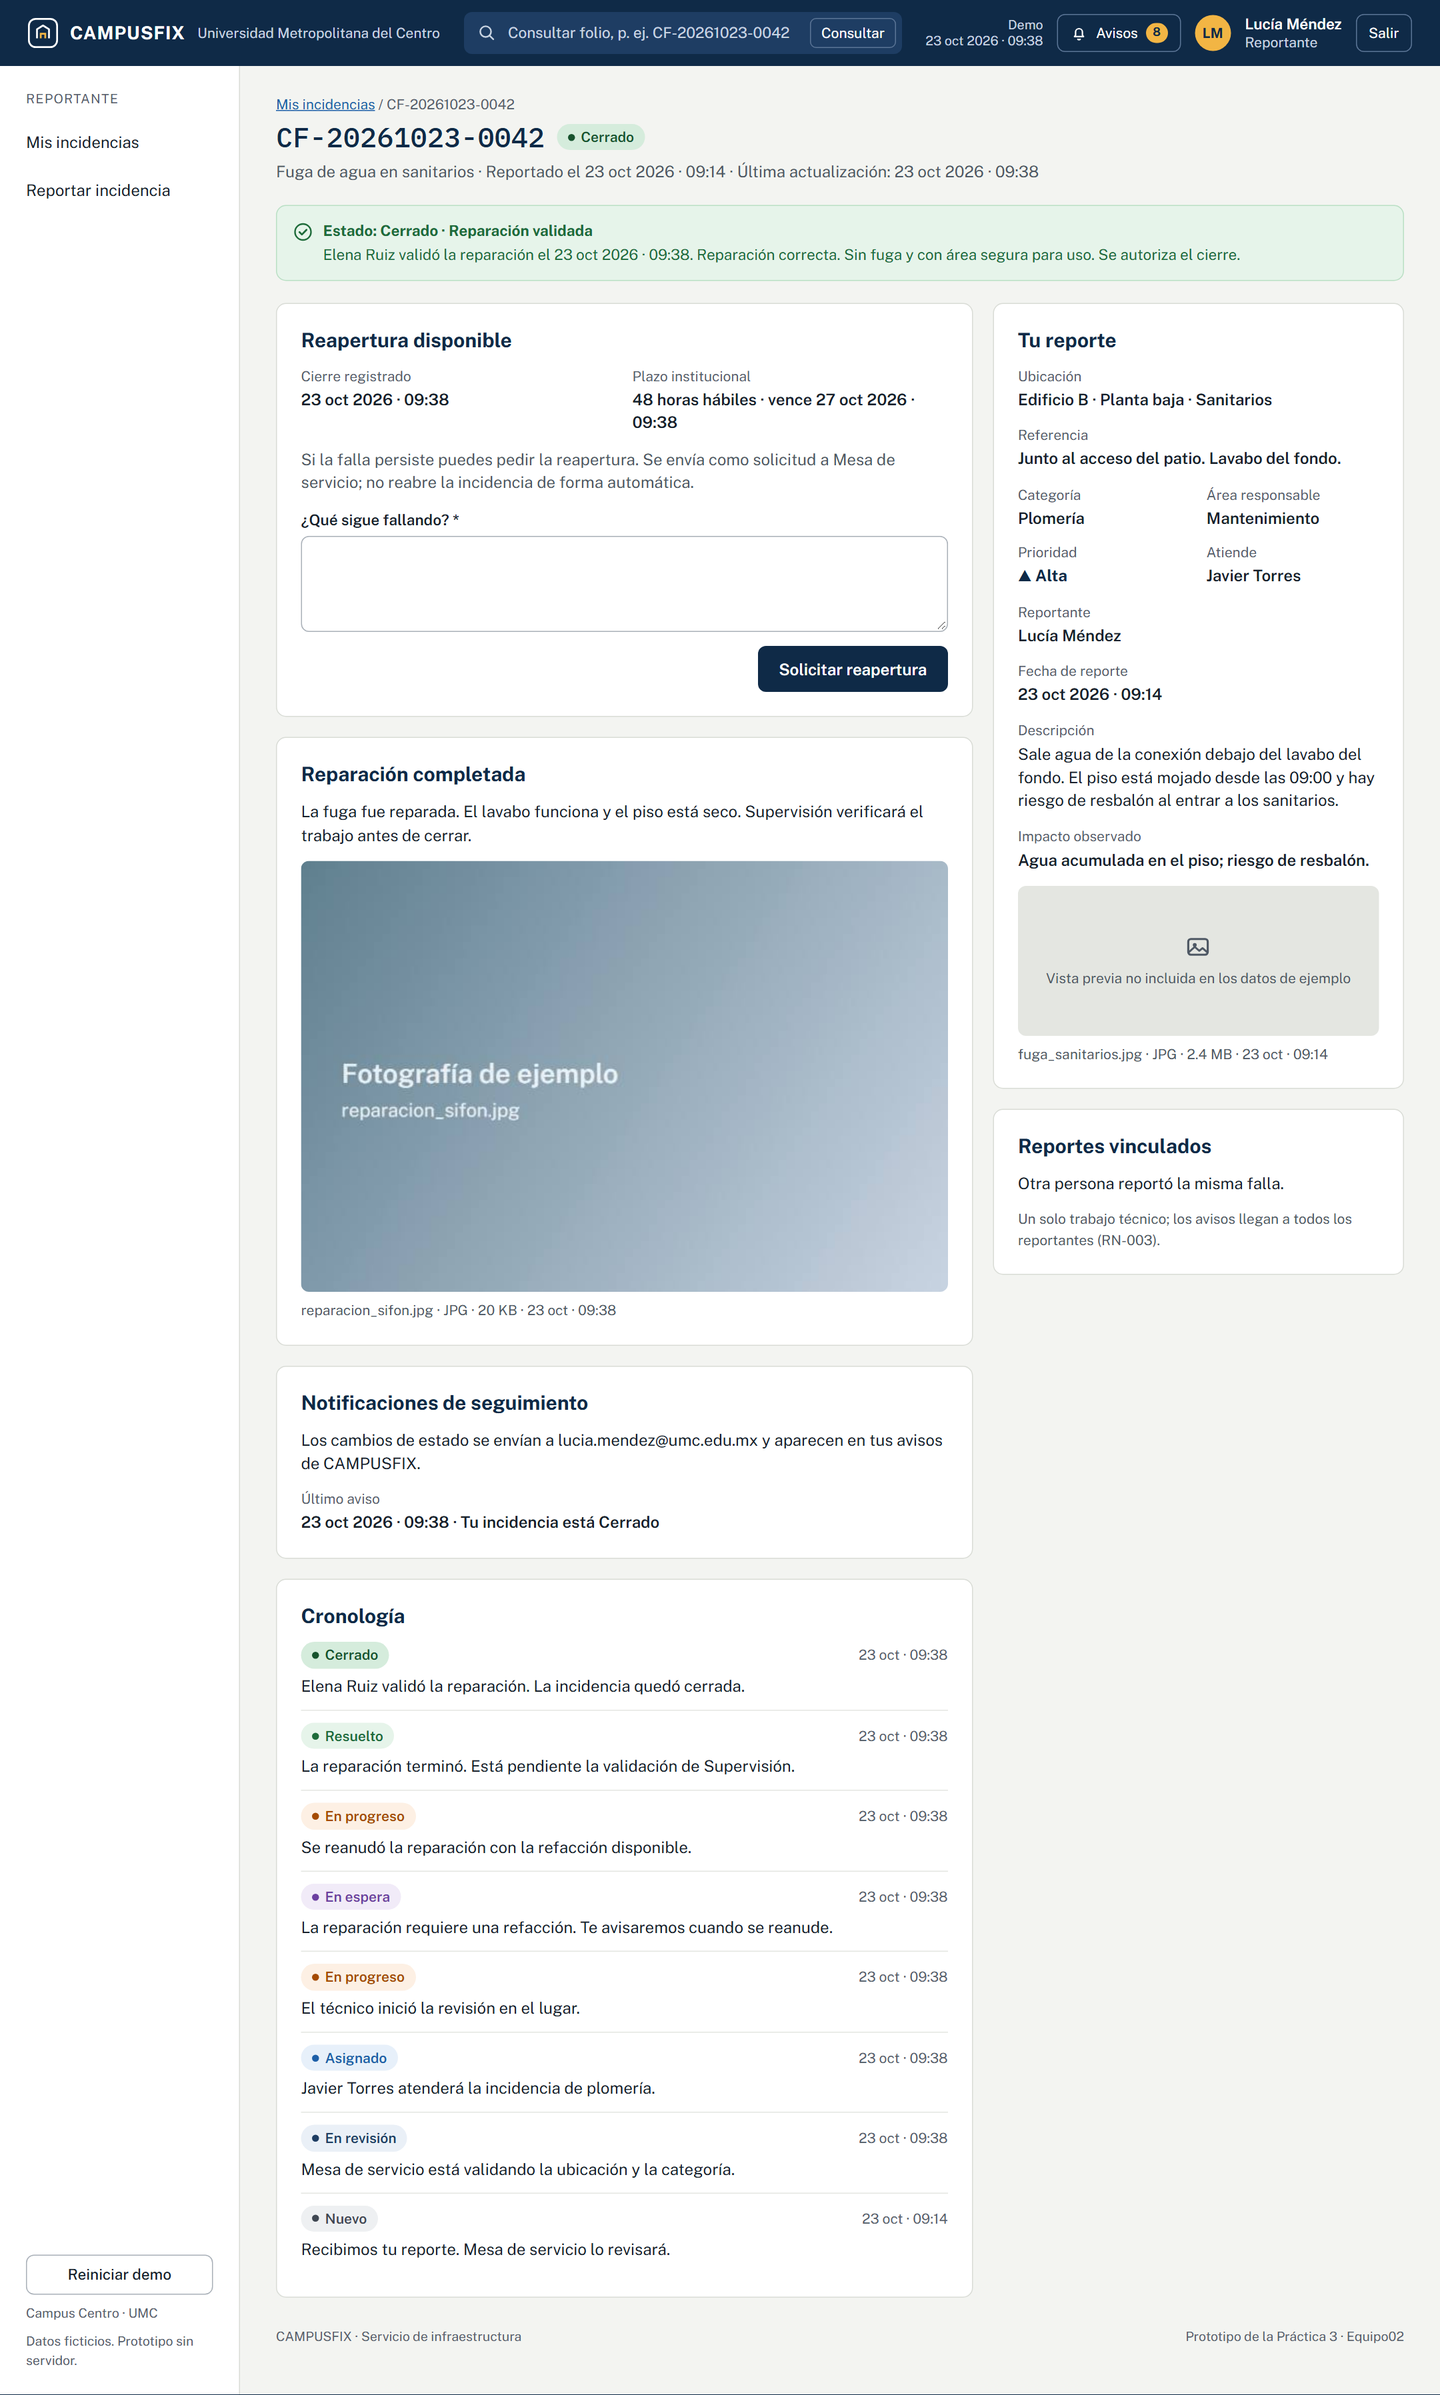 CAMPUSFIX Universidad Metropolitana del Centro
Consultar folio, p. ej. CF-20261023-0042
Consultar
Demo
23 oct 2026 · 09:38
Avisos 8
LM
Lucía Méndez
Reportante
Salir
REPORTANTE
Mis incidencias
Reportar incidencia
Mis incidencias / CF-20261023-0042
CF-20261023-0042
Cerrado
Fuga de agua en sanitarios · Reportado el 23 oct 2026 · 09:14 · Última actualización: 23 oct 2026 · 09:38
Estado: Cerrado · Reparación validada
Elena Ruiz validó la reparación el 23 oct 2026 · 09:38. Reparación correcta. Sin fuga y con área segura para uso. Se autoriza el cierre.
Reapertura disponible
Cierre registrado
23 oct 2026 · 09:38
Plazo institucional
48 horas hábiles · vence 27 oct 2026 ·
09:38
Si la falla persiste puedes pedir la reapertura. Se envía como solicitud a Mesa de
servicio; no reabre la incidencia de forma automática.
¿Qué sigue fallando? *
Solicitar reapertura
Reparación completada
La fuga fue reparada. El lavabo funciona y el piso está seco. Supervisión verificará el
trabajo antes de cerrar.
Fotografía de ejemplo
reparacion_sifon.jpg
reparacion_sifon.jpg · JPG · 20 KB · 23 oct · 09:38
Notificaciones de seguimiento
Los cambios de estado se envían a lucia.mendez@umc.edu.mx y aparecen en tus avisos
de CAMPUSFIX.
Último aviso
23 oct 2026 · 09:38 · Tu incidencia está Cerrado
Cronología
Cerrado
23 oct · 09:38
Elena Ruiz validó la reparación. La incidencia quedó cerrada.
Resuelto
23 oct · 09:38
La reparación terminó. Está pendiente la validación de Supervisión.
En progreso
23 oct · 09:38
Se reanudó la reparación con la refacción disponible.
En espera
23 oct · 09:38
La reparación requiere una refacción. Te avisaremos cuando se reanude.
En progreso
23 oct · 09:38
El técnico inició la revisión en el lugar.
Asignado
23 oct · 09:38
Javier Torres atenderá la incidencia de plomería.
En revisión
23 oct · 09:38
Mesa de servicio está validando la ubicación y la categoría.
Nuevo
23 oct · 09:14
Recibimos tu reporte. Mesa de servicio lo revisará.
Tu reporte
Ubicación
Edificio B · Planta baja · Sanitarios
Referencia
Junto al acceso del patio. Lavabo del fondo.
Categoría
Plomería
Área responsable
Mantenimiento
Prioridad
▲ Alta
Atiende
Javier Torres
Reportante
Lucía Méndez
Fecha de reporte
23 oct 2026 · 09:14
Descripción
Sale agua de la conexión debajo del lavabo del
fondo. El piso está mojado desde las 09:00 y hay
riesgo de resbalón al entrar a los sanitarios.
Impacto observado
Agua acumulada en el piso; riesgo de resbalón.
Vista previa no incluida en los datos de ejemplo
fuga_sanitarios.jpg · JPG · 2.4 MB · 23 oct · 09:14
Reportes vinculados
Otra persona reportó la misma falla.
Un solo trabajo técnico; los avisos llegan a todos los
reportantes (RN-003).
Reiniciar demo
Campus Centro · UMC
Datos ficticios. Prototipo sin
servidor.
CAMPUSFIX · Servicio de infraestructura
Prototipo de la Práctica 3 · Equipo02